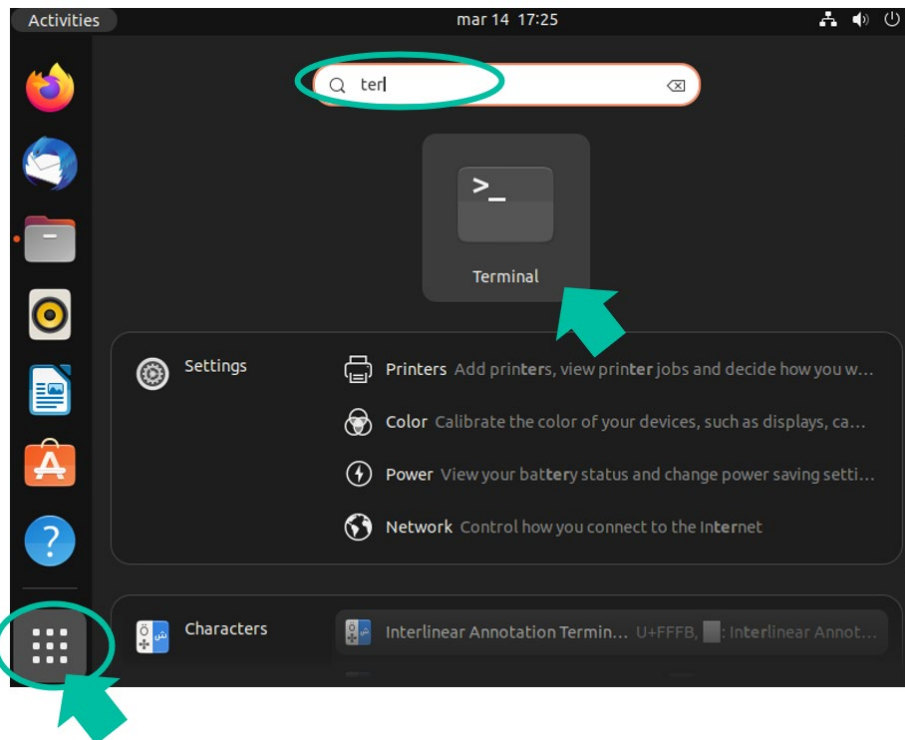 Activities
mar 14 17:25
ter
>_
Terminal
Settings
Printers Add printers, view printer jobs and decide how you w...
Color Calibrate the color of your devices, such as displays, ca...
Power View your battery status and change power saving setti...
Network Control how you connect to the Internet
Characters
Interlinear Annotation Termin... U+FFFB, : Interlinear Annot...